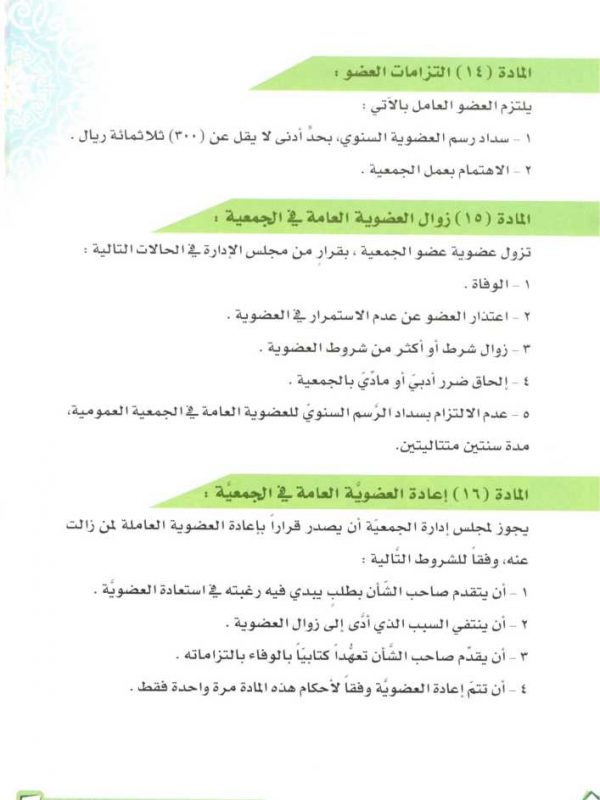 المادة (١٤) التزامات العضو :
يلتزم العضو العامل بالآتي :
١ - سداد رسم العضوية السنوي، بحدٍّ أدنى لا يقل عن (٣٠٠) ثلاثمائة ريال .
٢ - الاهتمام بعمل الجمعية .
المادة (١٥) زوال العضوية العامة في الجمعية :
تزول عضوية عضو الجمعية ، بقرارٍ من مجلس الإدارة في الحالات التالية :
١ - الوفاة .
٢ - اعتذار العضو عن عدم الاستمرار في العضوية .
٣ - زوال شرط أو أكثر من شروط العضوية .
٤ - إلحاق ضرر أدبيّ أو مادّيّ بالجمعية .
٥ - عدم الالتزام بسداد الرَّسم السنويّ للعضوية العامة في الجمعية العمومية،
مدة سنتين متتاليتين.
المادة (١٦) إعادة العضويَّة العامة في الجمعيَّة :
يجوز لمجلس إدارة الجمعيّة أن يصدر قراراً بإعادة العضوية العاملة لمن زالت
عنه، وفقاً للشروط التَّالية :
١ - أن يتقدم صاحب الشَّأن بطلبٍ يبدي فيه رغبته في استعادة العضويَّة .
٢ - أن ينتفي السبب الذي أدَّى إلى زوال العضوية .
٣ - أن يقدّم صاحب الشَّأن تعهُّداً كتابيّاً بالوفاء بالتزاماته .
٤ - أن تتمّ إعادة العضويَّة وفقاً لأحكام هذه المادة مرة واحدة فقط .